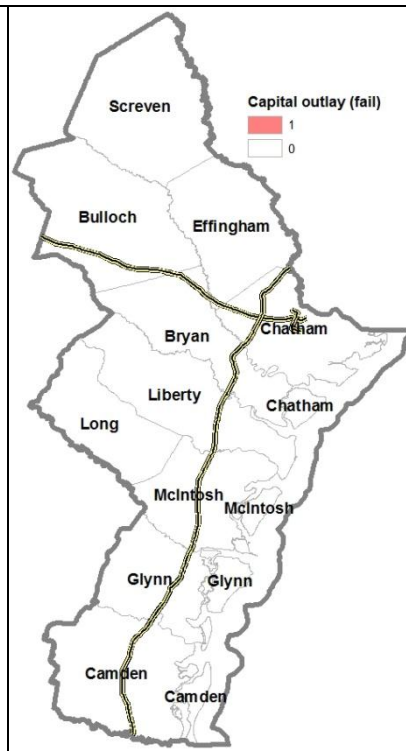 Screven
Capital outlay (fail)
1
0
Bulloch
Effingham
Bryan
Chatham
Liberty
Chatham
Long
McIntosh
McIntosh
Glynn
Glynn
Camden
Camden